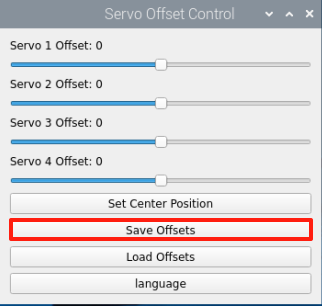 Servo Offset Control
Servo 1 Offset: 0
Servo 2 Offset: 0
Servo 3 Offset: 0
Servo 4 Offset: 0
Set Center Position
Save Offsets
Load Offsets
language